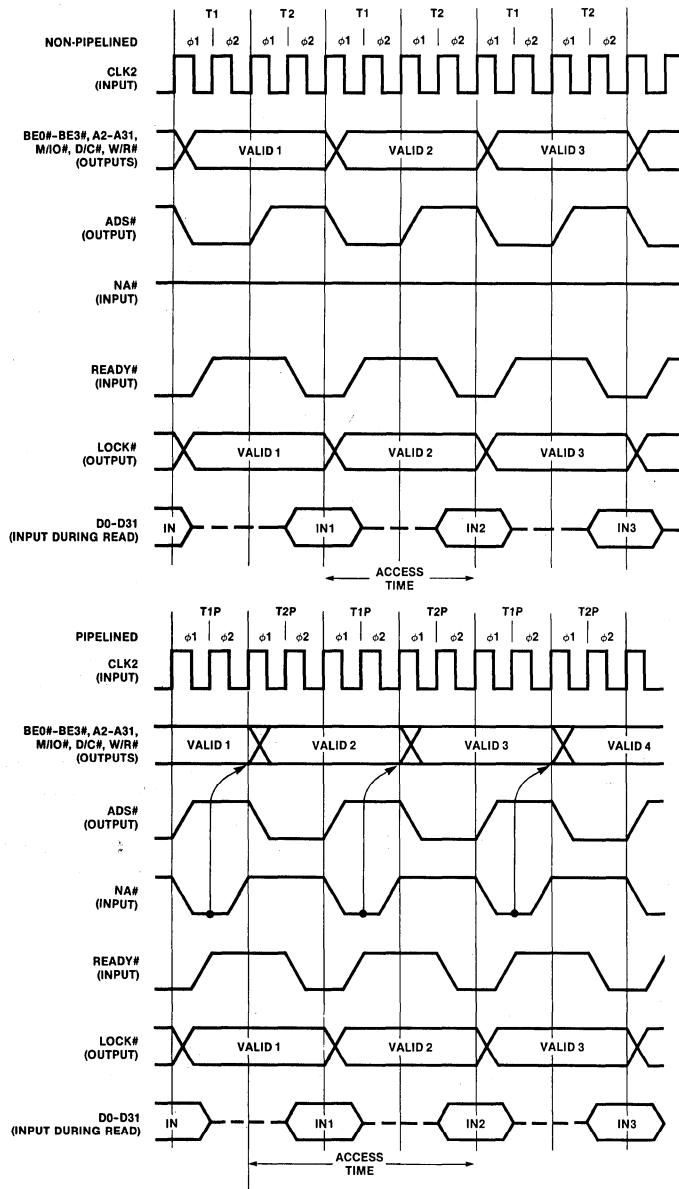 T1 T2 T1 T2 T1 T2
NON-PIPELINED ϕ1 ϕ2 ϕ1 ϕ2 ϕ1 ϕ2 ϕ1 ϕ2 ϕ1 ϕ2 ϕ1 ϕ2
CLK2
(INPUT)
BE0#-BE3#, A2-A31,
M/IO#, D/C#, W/R#
(OUTPUTS)
VALID 1 VALID 2 VALID 3
ADS#
(OUTPUT)
NA#
(INPUT)
READY#
(INPUT)
LOCK#
(OUTPUT)
VALID 1 VALID 2 VALID 3
D0-D31
(INPUT DURING READ)
IN IN1 IN2 IN3
ACCESS
TIME
T1P T2P T1P T2P T1P T2P
PIPELINED ϕ1 ϕ2 ϕ1 ϕ2 ϕ1 ϕ2 ϕ1 ϕ2 ϕ1 ϕ2 ϕ1 ϕ2
CLK2
(INPUT)
BE0#-BE3#, A2-A31,
M/IO#, D/C#, W/R#
(OUTPUTS)
VALID 1 VALID 2 VALID 3 VALID 4
ADS#
(OUTPUT)
NA#
(INPUT)
READY#
(INPUT)
LOCK#
(OUTPUT)
VALID 1 VALID 2 VALID 3
D0-D31
(INPUT DURING READ)
IN IN1 IN2 IN3
ACCESS
TIME